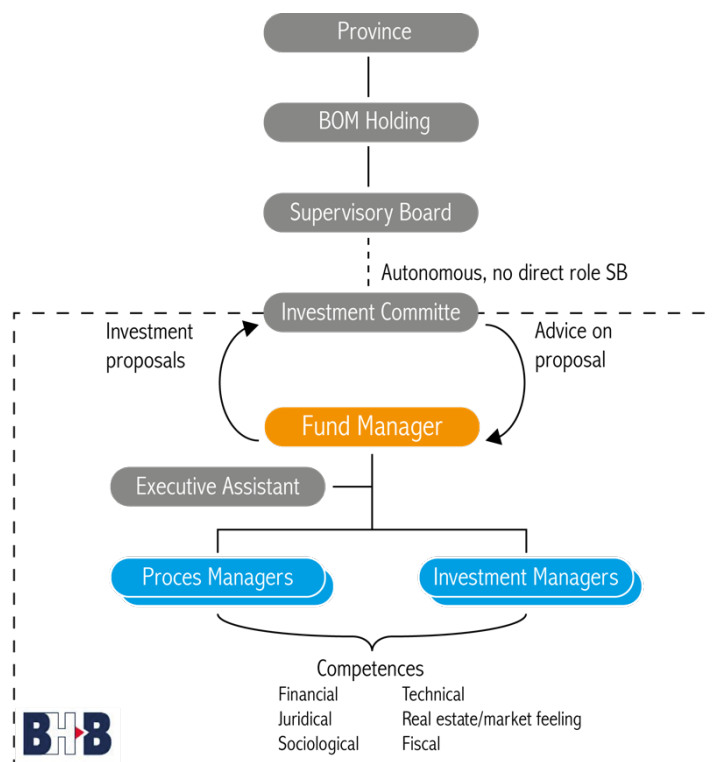 Province
BOM Holding
Supervisory Board
Autonomous, no direct role SB
Investment Committe
Investment
proposals
Advice on
proposal
Fund Manager
Executive Assistant
Proces Managers
Investment Managers
Competences
Financial
Technical
Juridical
Real estate/market feeling
Sociological
Fiscal
BHB